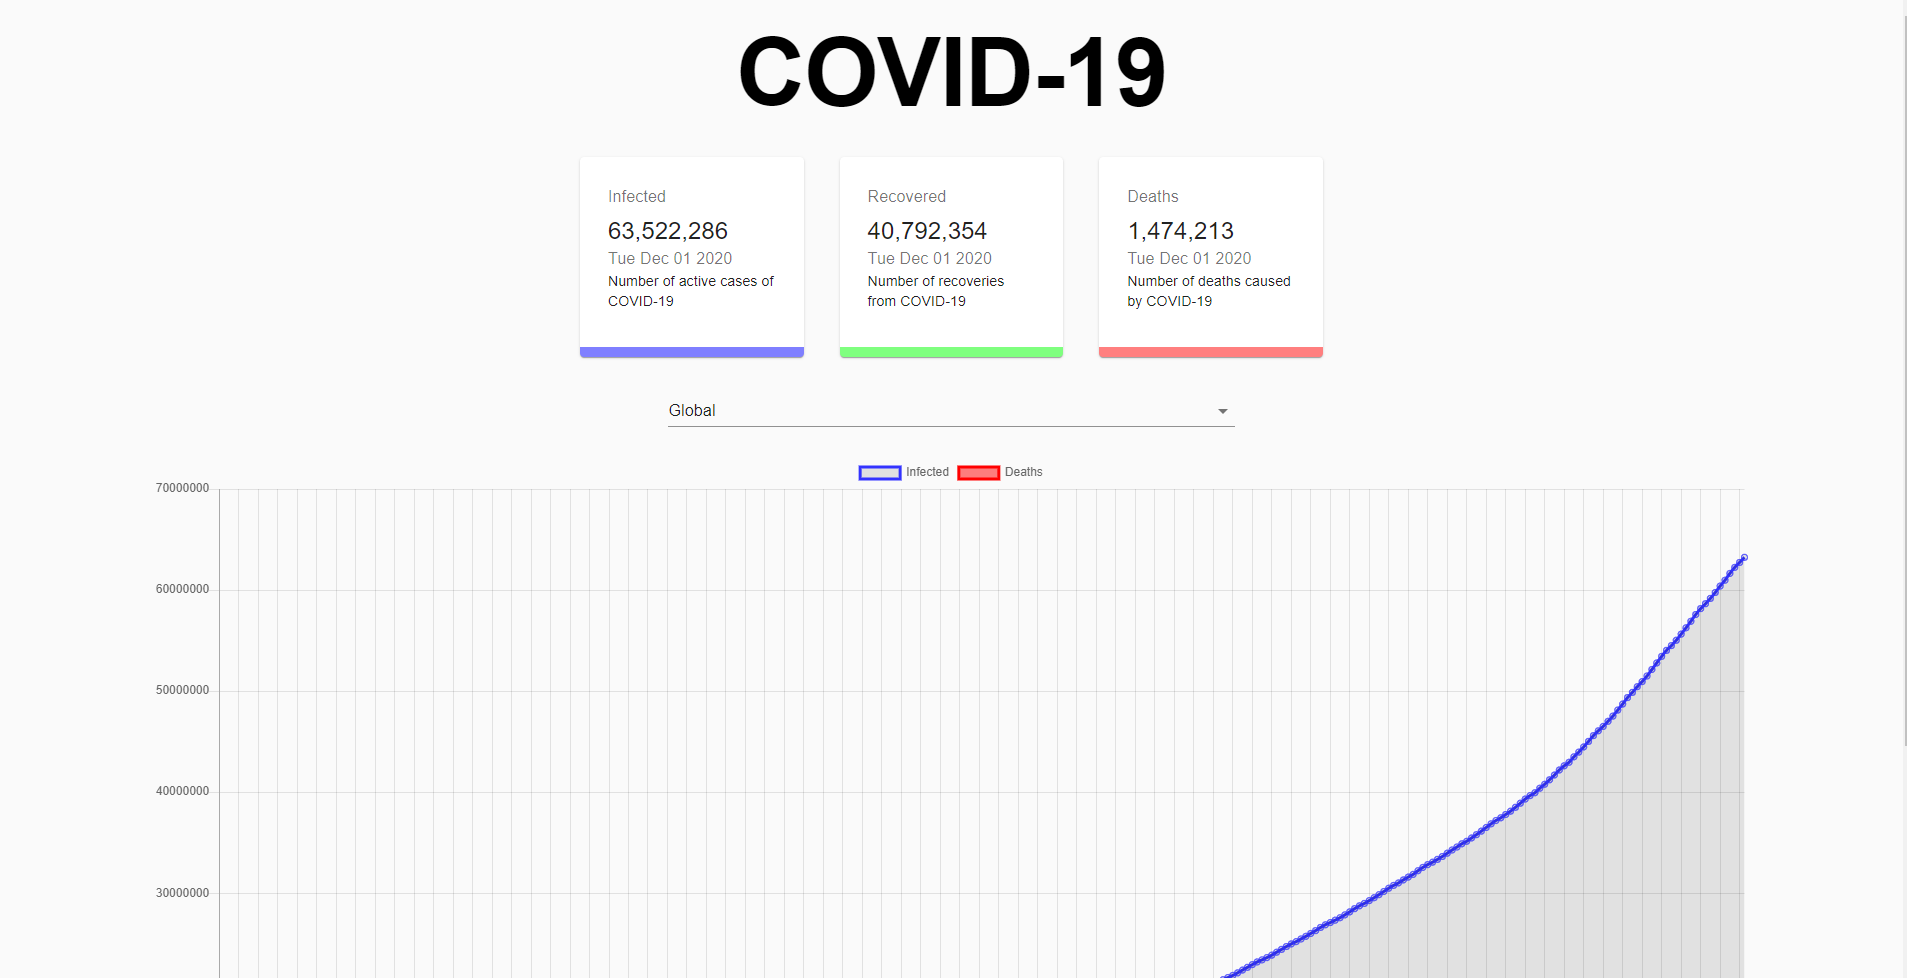 COVID-19
Infected
63,522,286
Tue Dec 01 2020
Number of active cases of
COVID-19
Recovered
40,792,354
Tue Dec 01 2020
Number of recoveries
from COVID-19
Deaths
1,474,213
Tue Dec 01 2020
Number of deaths caused
by COVID-19
Global
Infected
Deaths
70000000
60000000
50000000
40000000
30000000